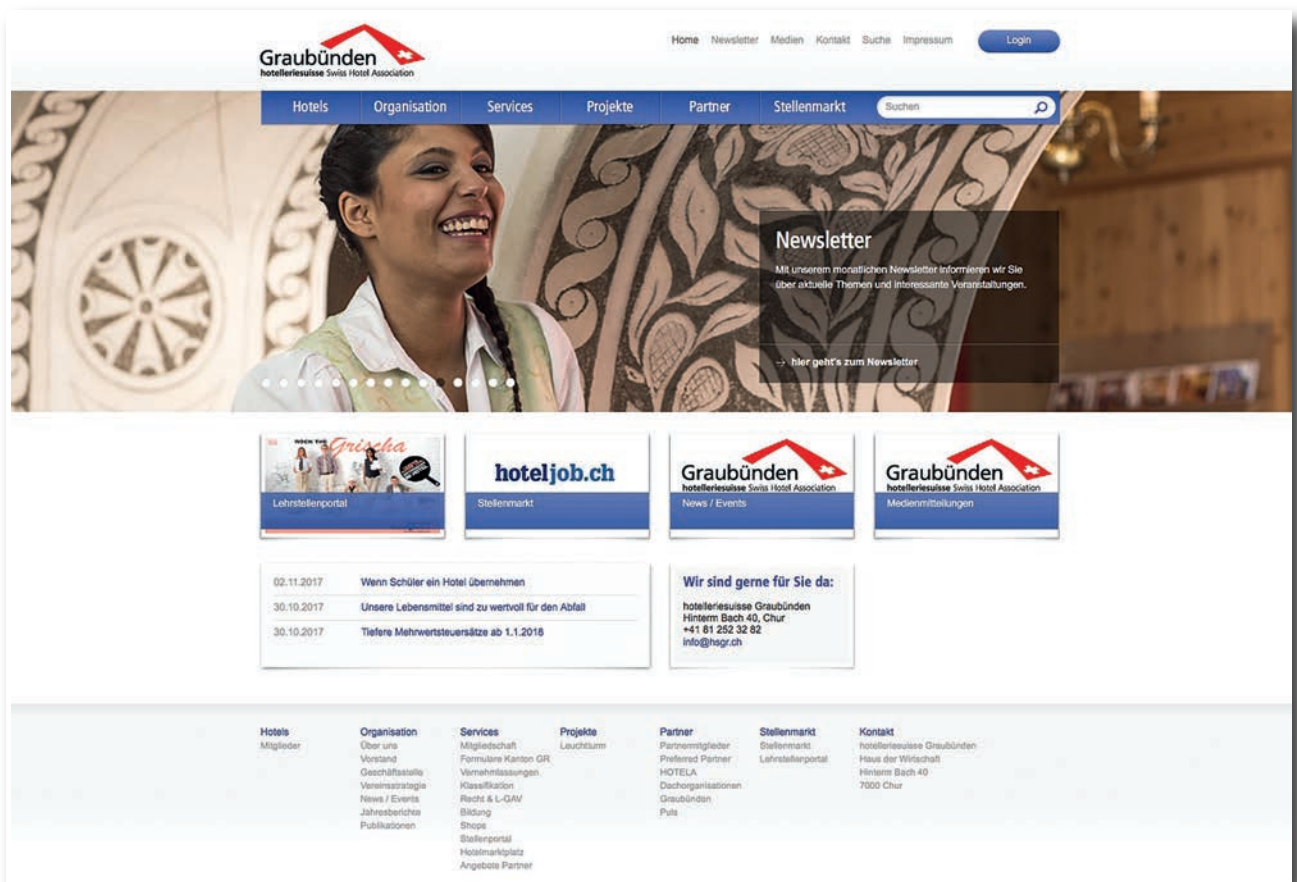 Graubünden
hotelleriesuisse Swiss Hotel Association
Home Newsletter Medien Kontakt Suche Impressum Login
Hotels Organisation Services Projekte Partner Stellenmarkt Suchen
Newsletter
Mit unserem monatlichen Newsletter informieren wir Sie
über aktuelle Themen und interessante Veranstaltungen.
→ hier geht's zum Newsletter
ROCK THE
Grischa
Lehrstellenportal
hoteljob.ch
Stellenmarkt
Graubünden
hotelleriesuisse Swiss Hotel Association
News / Events
Graubünden
hotelleriesuisse Swiss Hotel Association
Medienmitteilungen
02.11.2017 Wenn Schüler ein Hotel übernehmen
30.10.2017 Unsere Lebensmittel sind zu wertvoll für den Abfall
30.10.2017 Tiefere Mehrwertsteuersätze ab 1.1.2018
Wir sind gerne für Sie da:
hotelleriesuisse Graubünden
Hinterm Bach 40, Chur
+41 81 252 32 82
info@hsgr.ch
Hotels
Mitglieder
Organisation
Über uns
Vorstand
Geschäftsstelle
Vereinsstrategie
News / Events
Jahresberichte
Publikationen
Services
Mitgliedschaft
Formulare Kanton GR
Vernehmlassungen
Klassifikation
Recht & L-GAV
Bildung
Shops
Stellenportal
Hotelmarktplatz
Angebote Partner
Projekte
Leuchtturm
Partner
Partnermitglieder
Preferred Partner
HOTELA
Dachorganisationen
Graubünden
Puls
Stellenmarkt
Stellenmarkt
Lehrstellenportal
Kontakt
hotelleriesuisse Graubünden
Haus der Wirtschaft
Hinterm Bach 40
7000 Chur